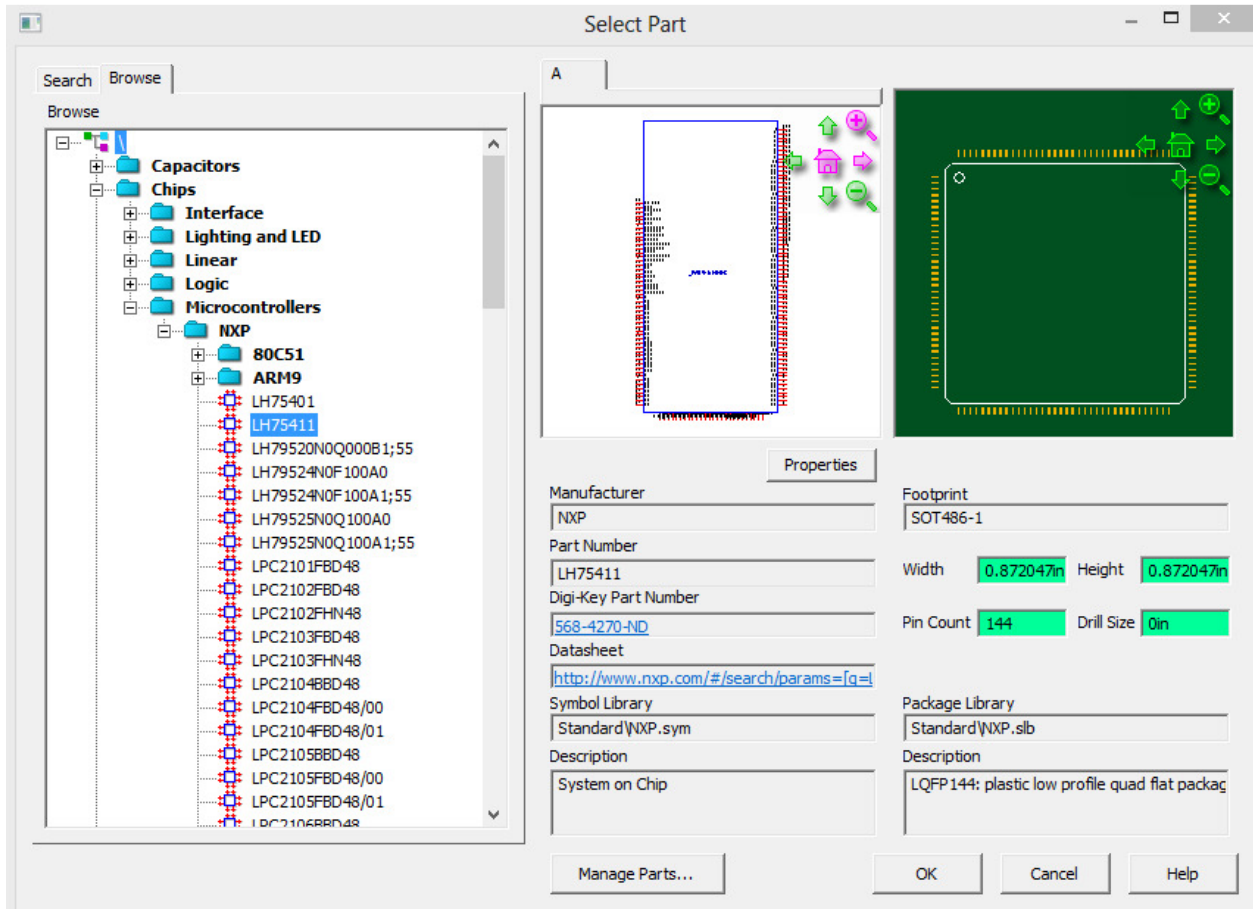 Select Part
Search Browse
Browse
\
Capacitors
Chips
Interface
Lighting and LED
Linear
Logic
Microcontrollers
NXP
80C51
ARM9
LH75401
LH75411
LH79520N0Q000B1;55
LH79524N0F100A0
LH79524N0F100A1;55
LH79525N0Q100A0
LH79525N0Q100A1;55
LPC2101FBD48
LPC2102FBD48
LPC2102FHN48
LPC2103FBD48
LPC2103FHN48
LPC2104BBD48
LPC2104FBD48/00
LPC2104FBD48/01
LPC2105BBD48
LPC2105FBD48/00
LPC2105FBD48/01
LPC2106BBD48
A
Properties
Manufacturer
NXP
Part Number
LH75411
Digi-Key Part Number
568-4270-ND
Datasheet
http://www.nxp.com/#/search/params=[q=L
Symbol Library
Standard\NXP.sym
Description
System on Chip
Footprint
SOT486-1
Width 0.872047in Height 0.872047in
Pin Count 144 Drill Size 0in
Package Library
Standard\NXP.slb
Description
LQFP144: plastic low profile quad flat packag
Manage Parts... OK Cancel Help